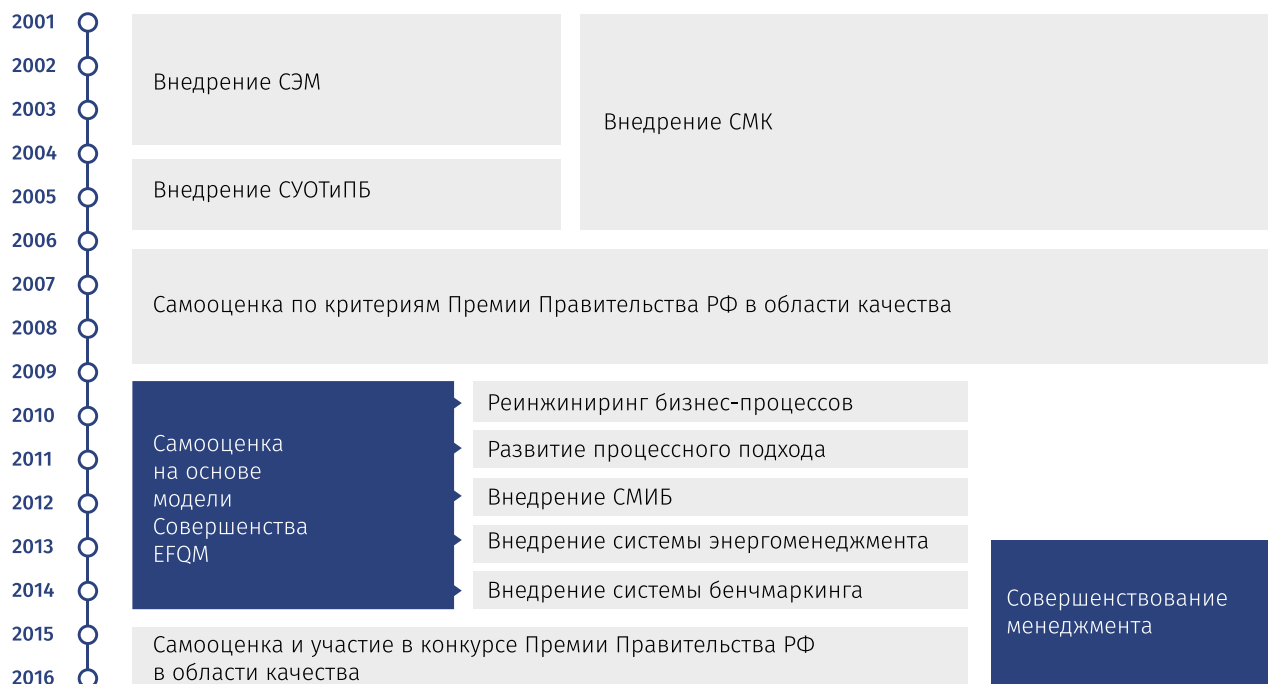 2001
2002
2003
2004
2005
2006
2007
2008
2009
2010
2011
2012
2013
2014
2015
2016
Внедрение СЭМ
Внедрение СМК
Внедрение СУОТиПБ
Самооценка по критериям Премии Правительства РФ в области качества
Самооценка
на основе
модели
Совершенства
EFQM
Реинжиниринг бизнес-процессов
Развитие процессного подхода
Внедрение СМИБ
Внедрение системы энергоменеджмента
Внедрение системы бенчмаркинга
Совершенствование
менеджмента
Самооценка и участие в конкурсе Премии Правительства РФ
в области качества